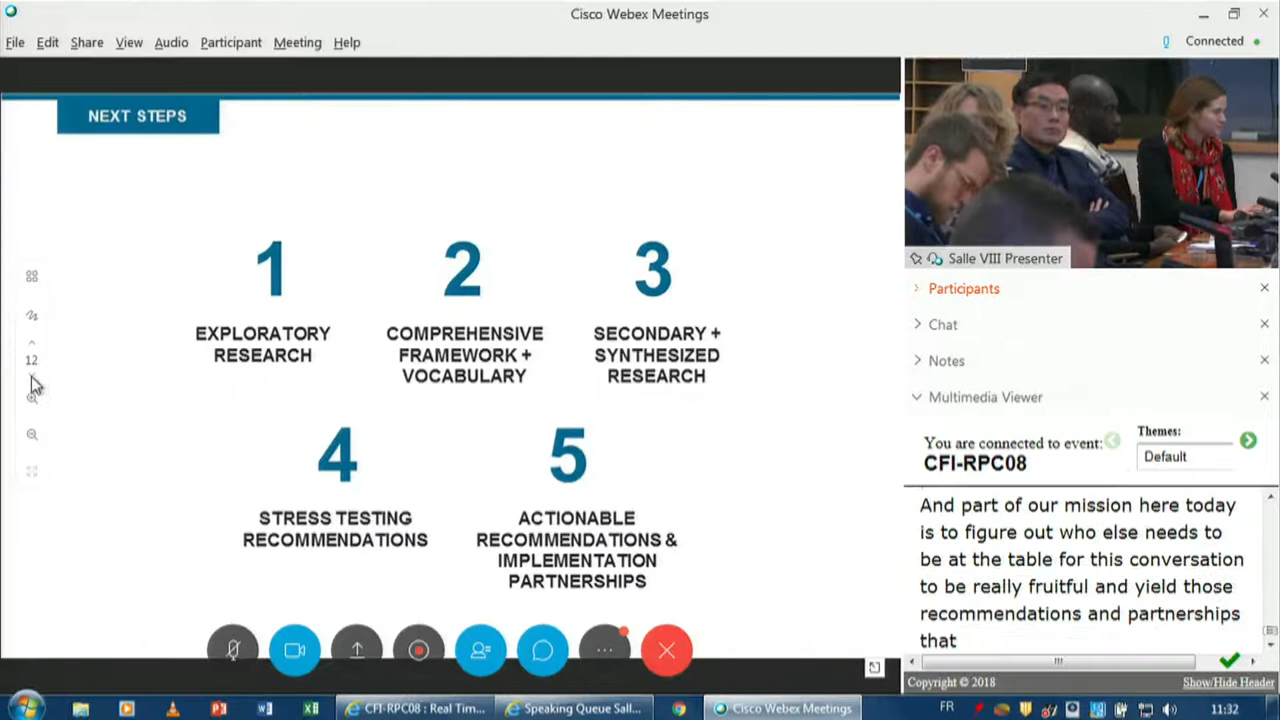 Cisco Webex Meetings
File Edit Share View Audio Participant Meeting Help
Connected
NEXT STEPS
1
EXPLORATORY
RESEARCH
2
COMPREHENSIVE
FRAMEWORK +
VOCABULARY
3
SECONDARY +
SYNTHESIZED
RESEARCH
4
STRESS TESTING
RECOMMENDATIONS
5
ACTIONABLE
RECOMMENDATIONS &
IMPLEMENTATION
PARTNERSHIPS
12
Salle VIII Presenter
Participants
Chat
Notes
Multimedia Viewer
You are connected to event:
CFI-RPC08
Themes:
Default
And part of our mission here today
is to figure out who else needs to
be at the table for this conversation
to be really fruitful and yield those
recommendations and partnerships
that
Copyright © 2018 Show/Hide Header
CFI-RPC08 : Real Tim... Speaking Queue Sall... Cisco Webex Meetings FR 11:32